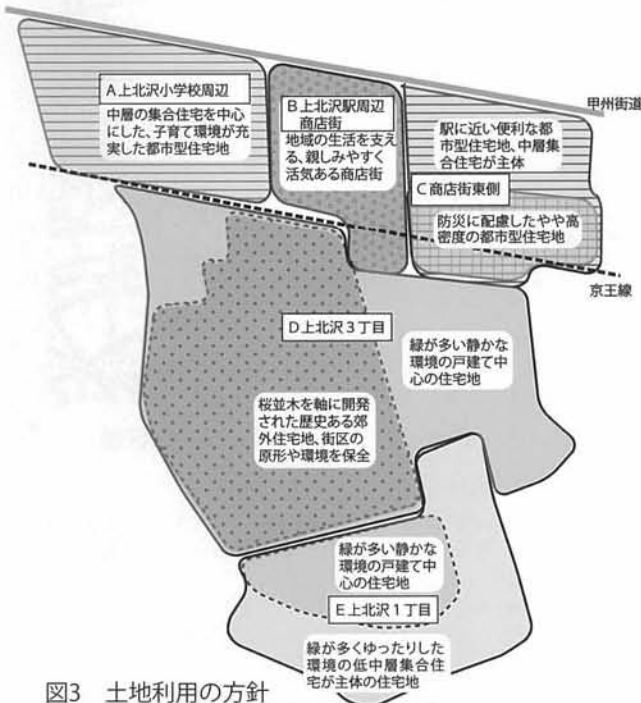 A上北沢小学校周辺
中層の集合住宅を中心
にした、子育て環境が充
実した都市型住宅地
B上北沢駅周辺
商店街
地域の生活を支え
る、親しみやすく
活気ある商店街
甲州街道
駅に近い便利な都
市型住宅地、中層集
合住宅が主体
C商店街東側
防災に配慮したやや高
密度の都市型住宅地
京王線
D上北沢3丁目
緑が多い静かな
環境の戸建て中
心の住宅地
桜並木を軸に開発
された歴史ある郊
外住宅地、街区の
原形や環境を保全
緑が多い静かな
環境の戸建て中
心の住宅地
E上北沢1丁目
緑が多くゆったりした
環境の低中層集合住
宅が主体の住宅地
図3 土地利用の方針